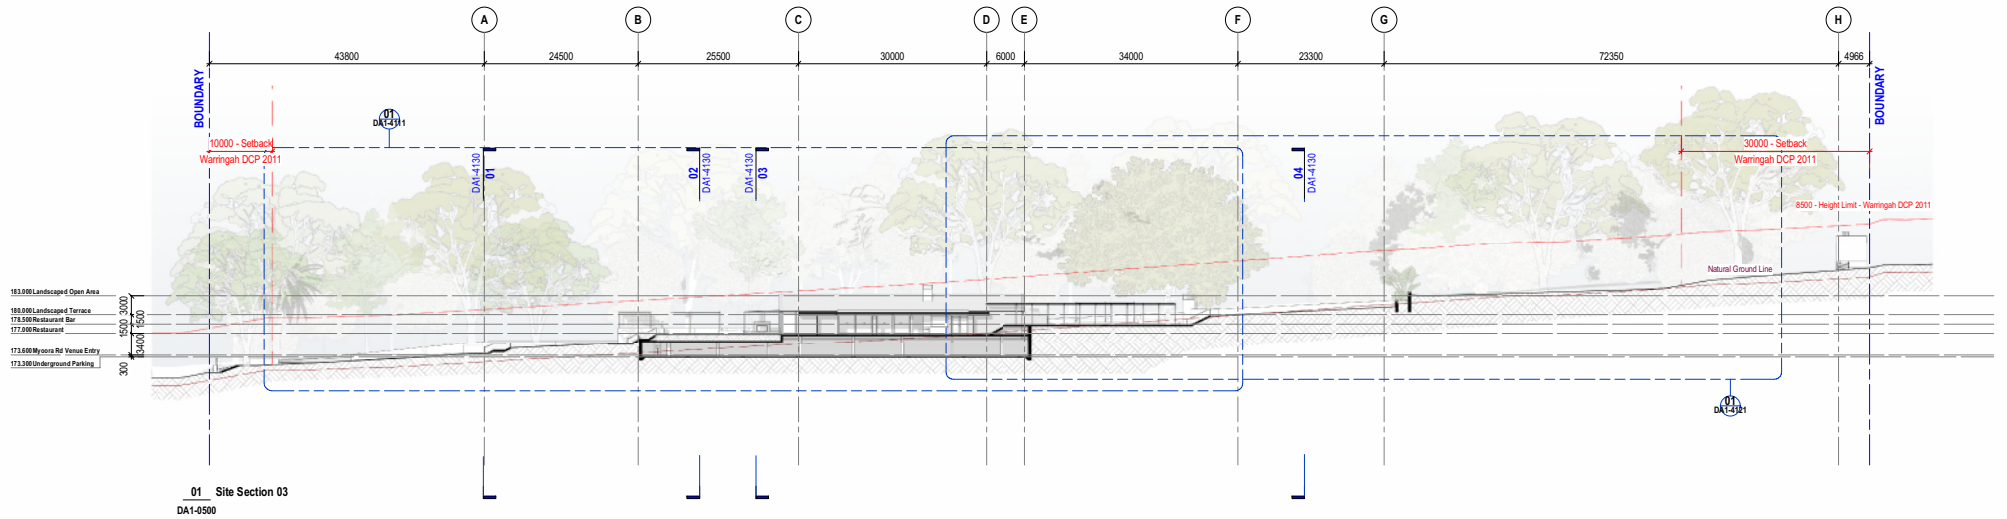 A B C D E F G H
43800 24500 25500 30000 6000 34000 23300 72350 4966
BOUNDARY
BOUNDARY
01
DA1-4111
10000 - Setback
Warringah DCP 2011
30000 - Setback
Warringah DCP 2011
DA1-4130
01
02
DA1-4130
DA1-4130
03
04
DA1-4130
8500 - Height Limit - Warringah DCP 2011
Natural Ground Line
183.000 Landscaped Open Area
180.000 Landscaped Terrace
178.500 Restaurant Bar
177.000 Restaurant
173.600 Myoora Rd Venue Entry
173.300 Underground Parking
3000
1500
1500
3400
300
01
DA1-4121
01 Site Section 03
DA1-0500